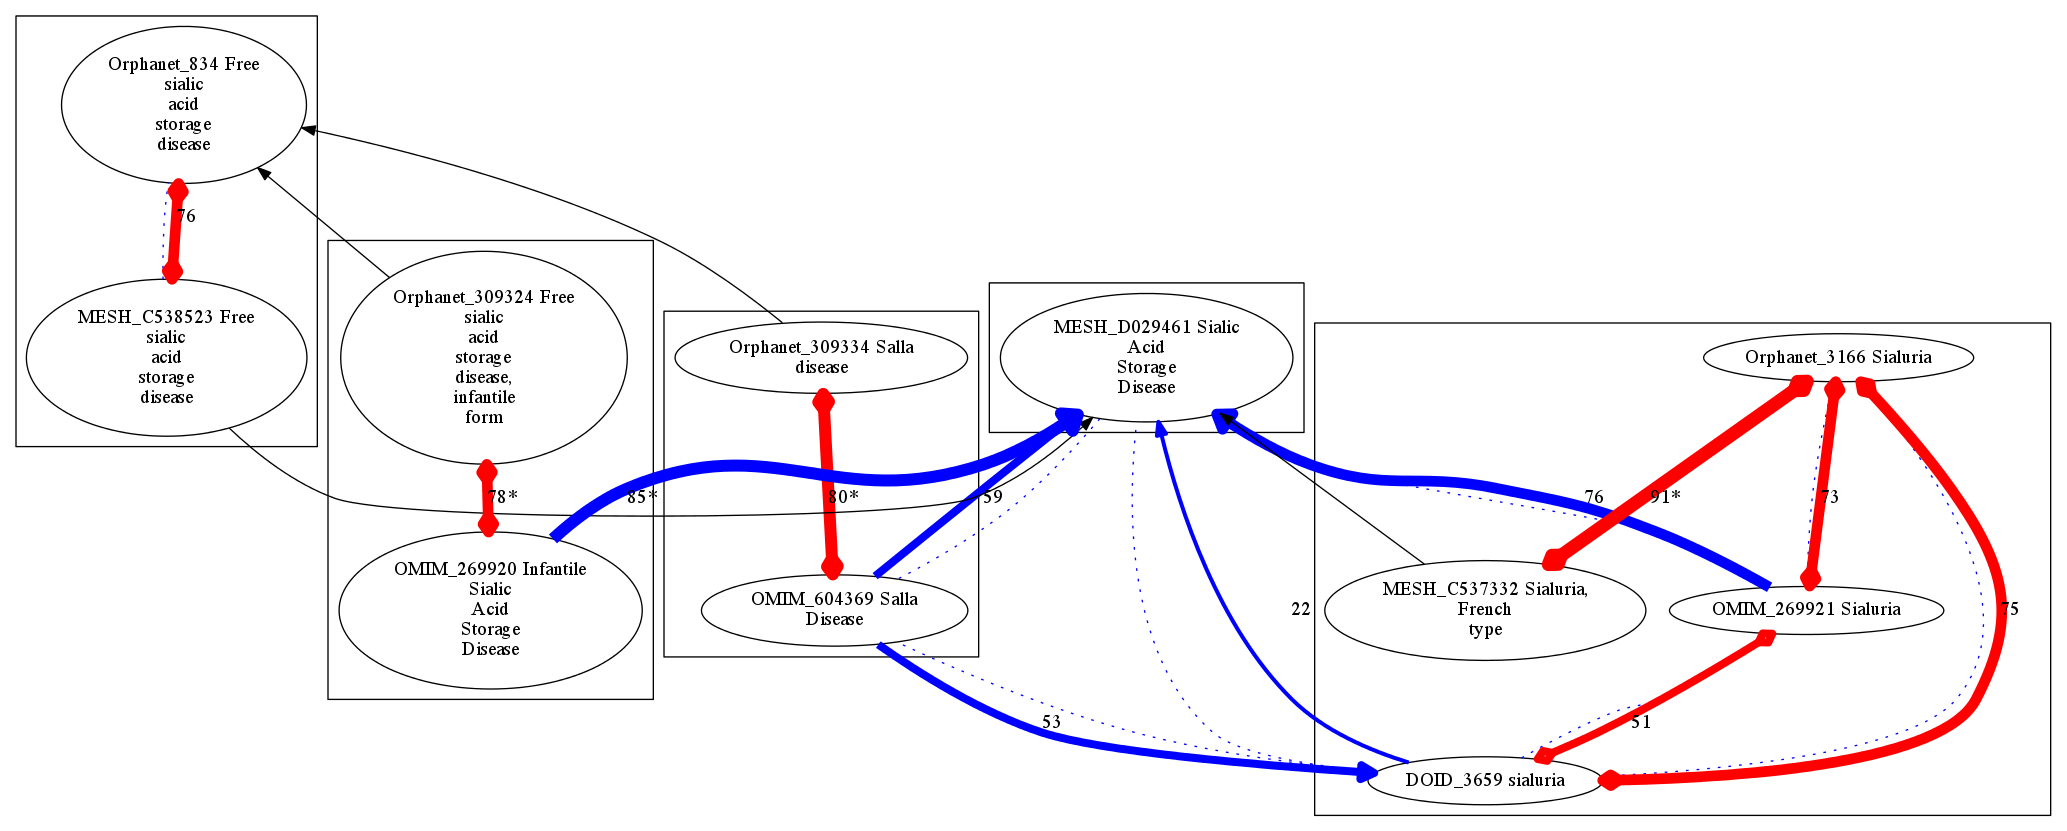 Orphanet_834 Free
sialic
acid
storage
disease
76
MESH_C538523 Free
sialic
acid
storage
disease
Orphanet_309324 Free
sialic
acid
storage
disease,
infantile
form
78*
85*
OMIM_269920 Infantile
Sialic
Acid
Storage
Disease
Orphanet_309334 Salla
disease
80*
59
OMIM_604369 Salla
Disease
53
MESH_D029461 Sialic
Acid
Storage
Disease
22
Orphanet_3166 Sialuria
76
91*
73
75
MESH_C537332 Sialuria,
French
type
OMIM_269921 Sialuria
51
DOID_3659 sialuria